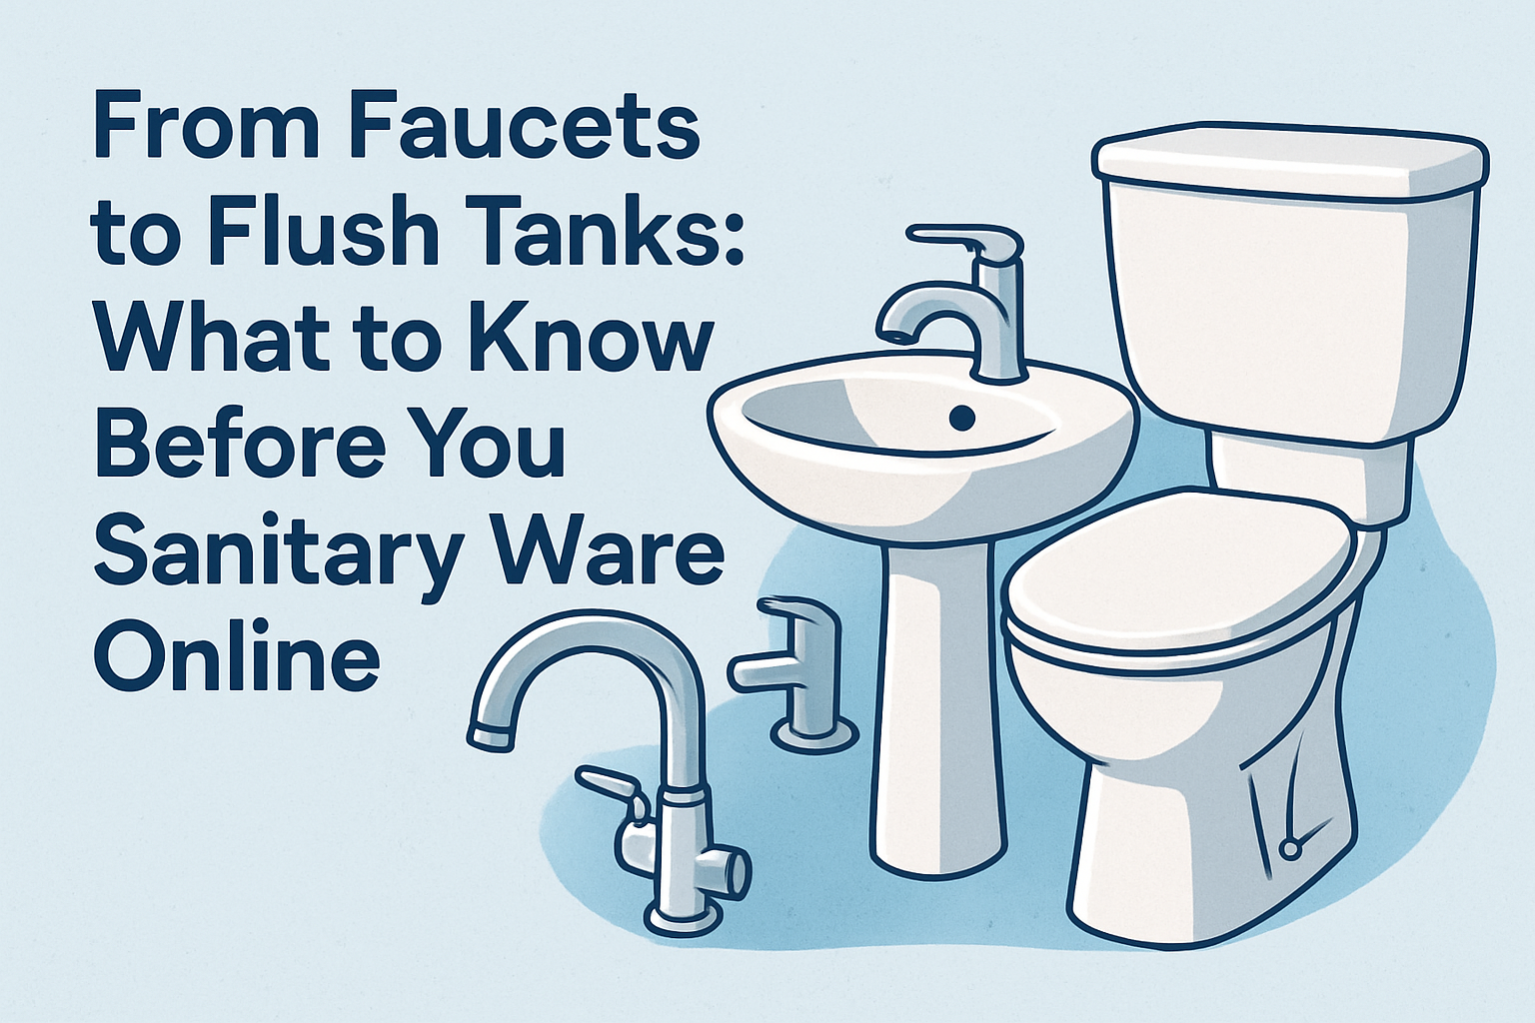 From Faucets
to Flush Tanks:
What to Know
Before You
Sanitary Ware
Online